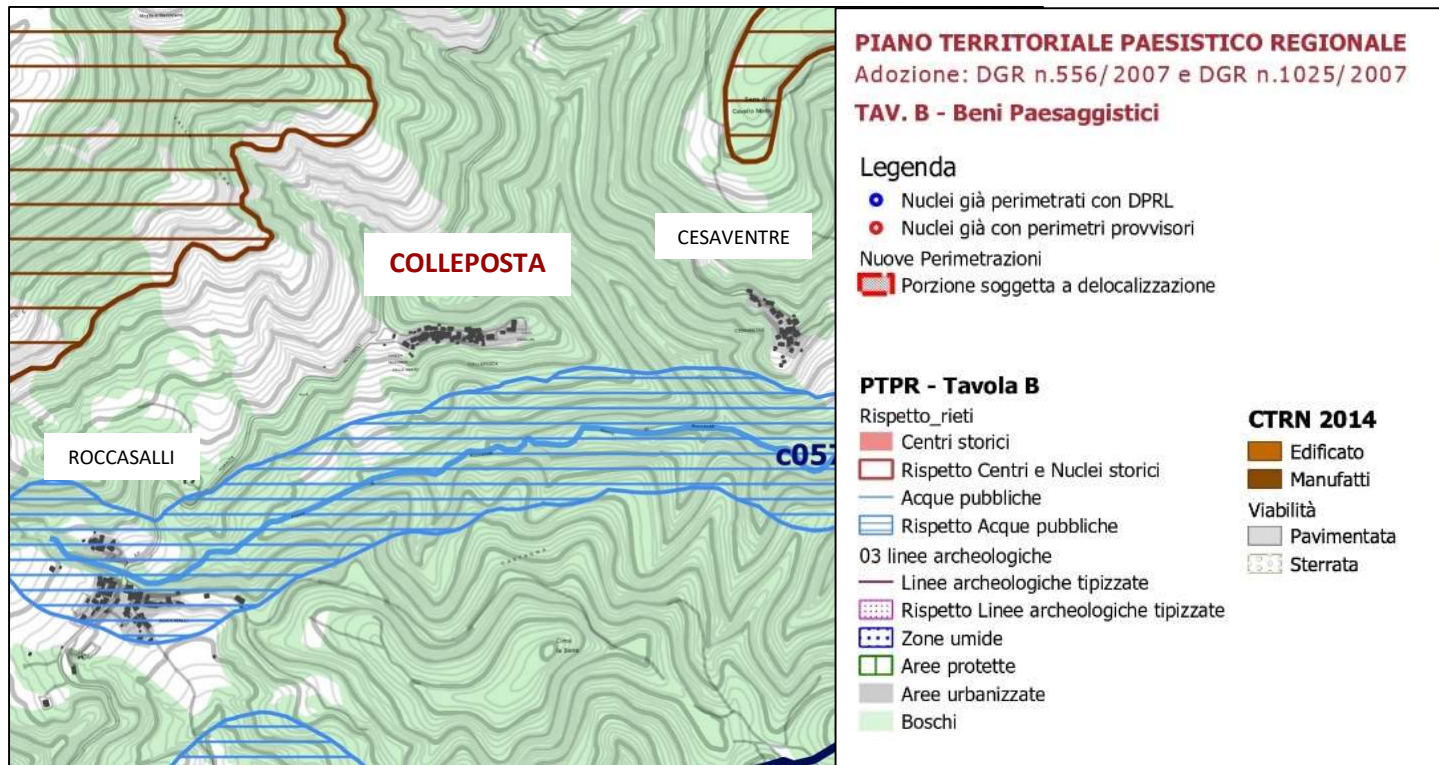 COLLEPOSTA
CESAVENTRE
ROCCASALLI
c057
PIANO TERRITORIALE PAESISTICO REGIONALE
Adozione: DGR n.556/2007 e DGR n.1025/2007
TAV. B - Beni Paesaggistici
Legenda
Nuclei già perimetrati con DPRL
Nuclei già con perimetri provvisori
Nuove Perimetrazioni
Porzione soggetta a delocalizzazione
PTPR - Tavola B
Rispetto_rieti
Centri storici
Rispetto Centri e Nuclei storici
Acque pubbliche
Rispetto Acque pubbliche
03 linee archeologiche
Linee archeologiche tipizzate
Rispetto Linee archeologiche tipizzate
Zone umide
Aree protette
Aree urbanizzate
Boschi
CTRN 2014
Edificato
Manufatti
Viabilità
Pavimentata
Sterrata